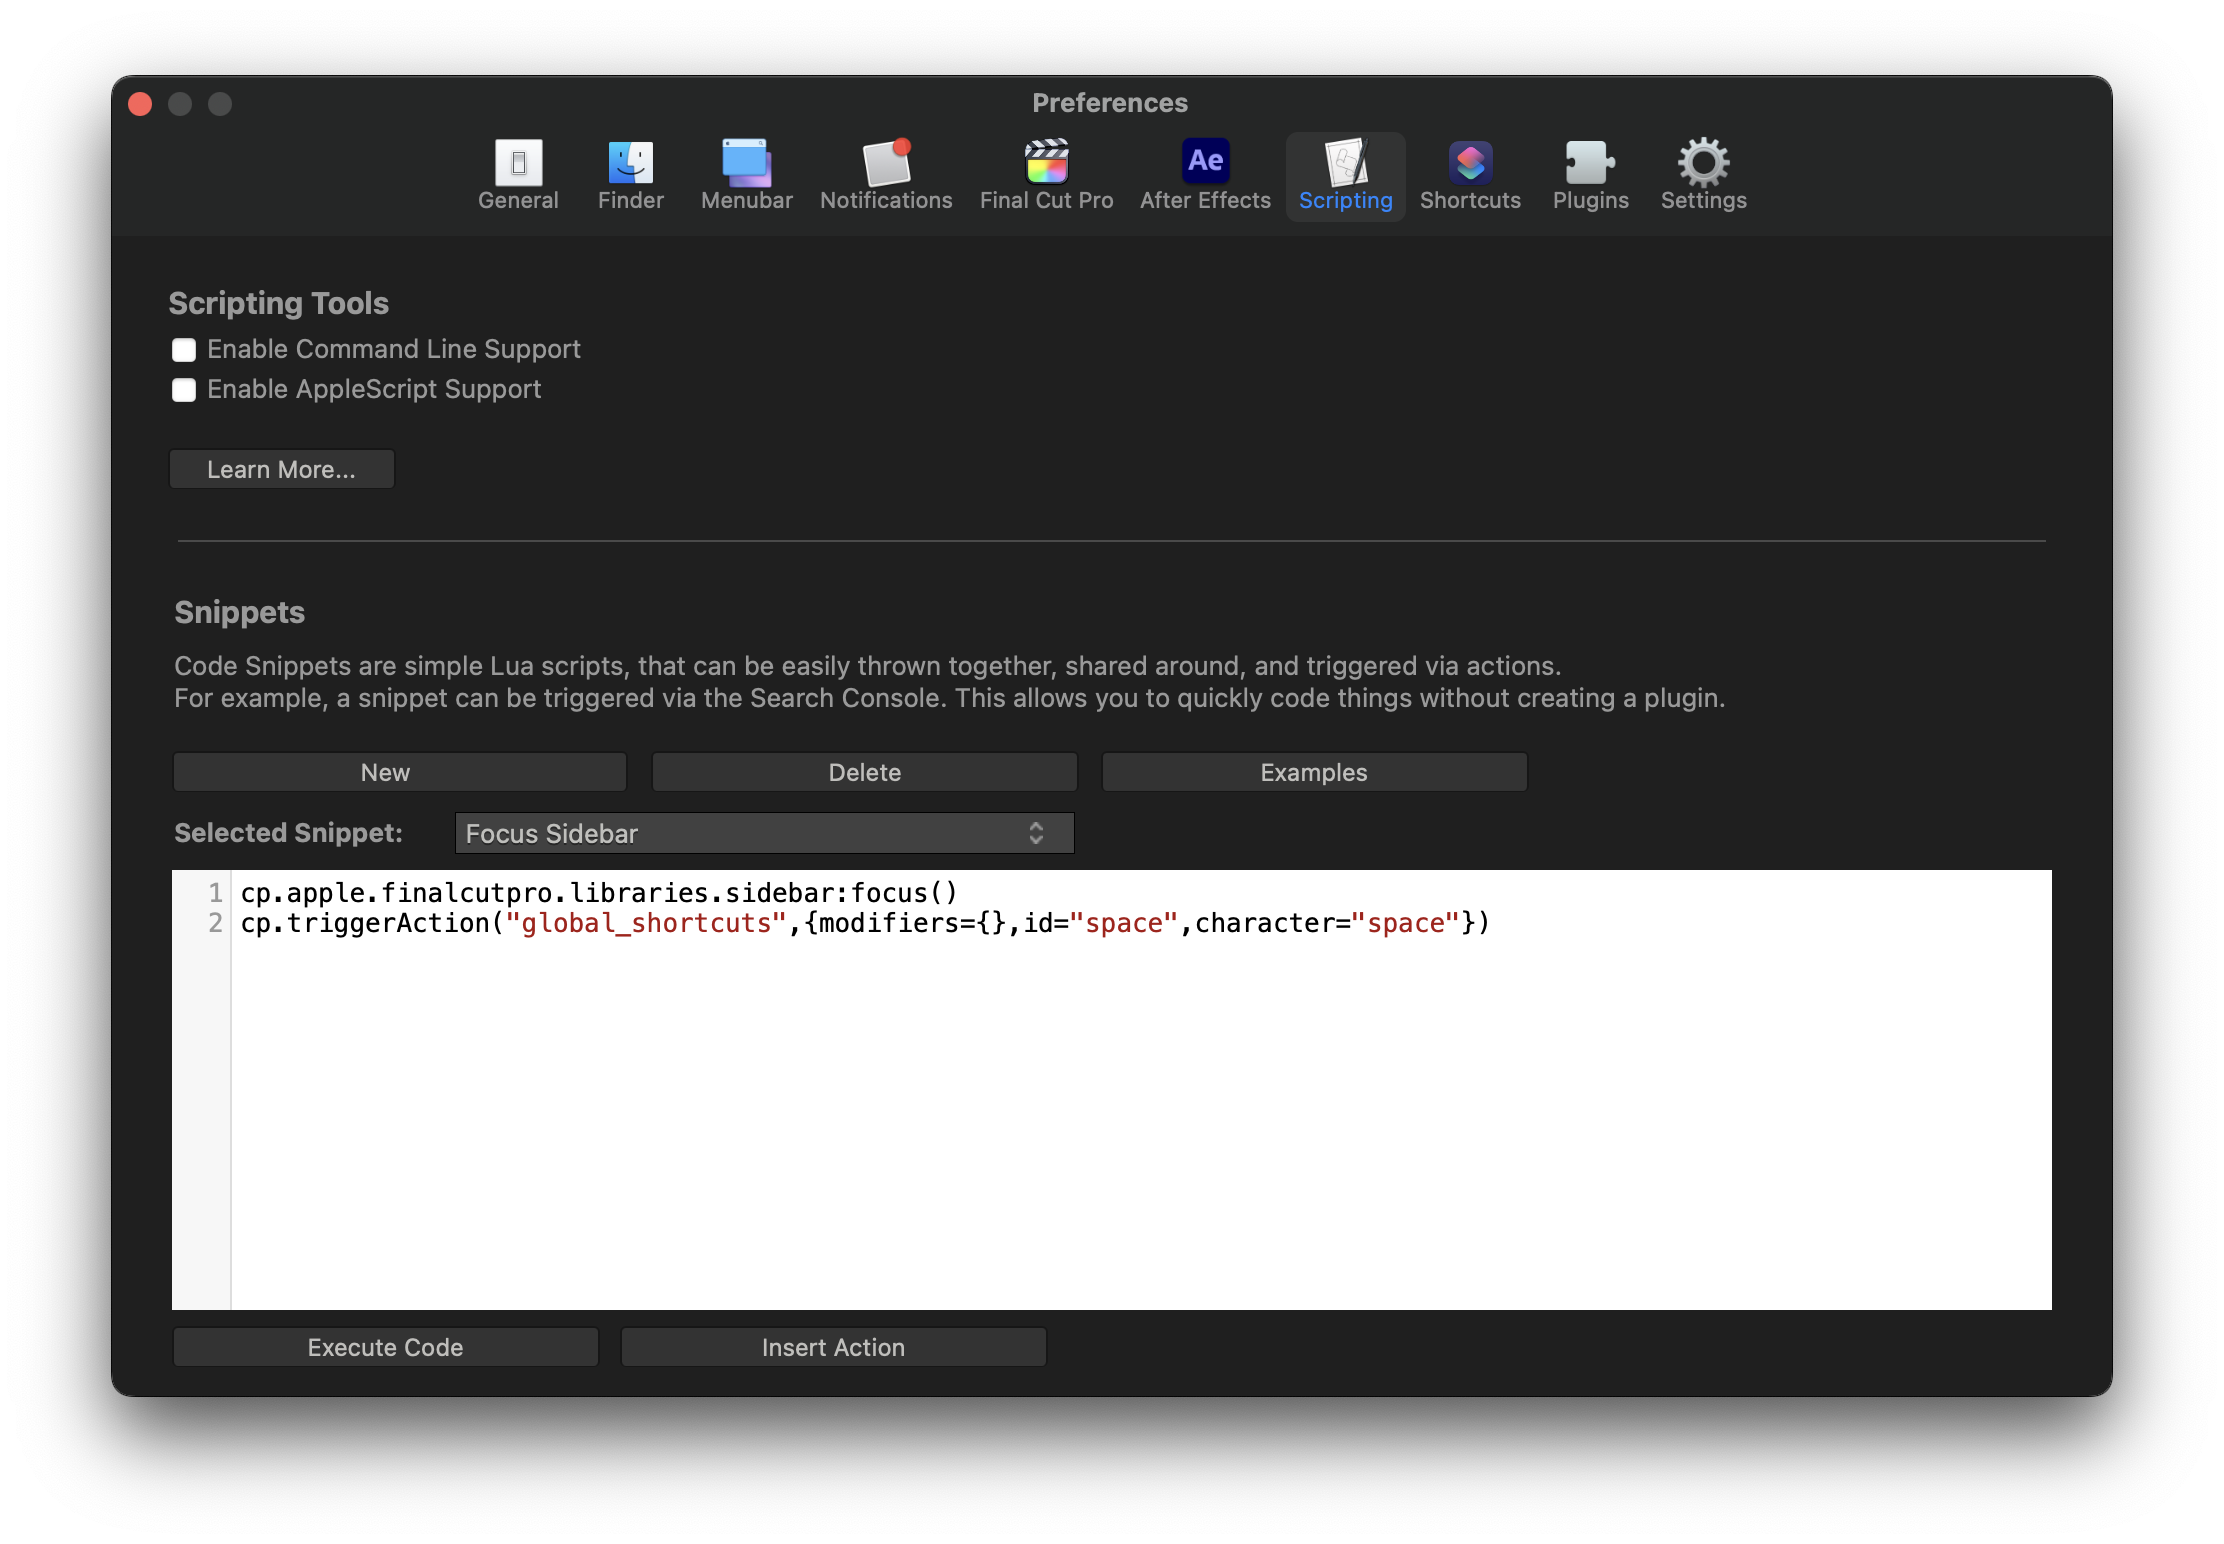 Preferences
General
Finder
Menubar
Notifications
Final Cut Pro
Ae
After Effects
Scripting
Shortcuts
Plugins
Settings
Scripting Tools
Enable Command Line Support
Enable AppleScript Support
Learn More...
Snippets
Code Snippets are simple Lua scripts, that can be easily thrown together, shared around, and triggered via actions.
For example, a snippet can be triggered via the Search Console. This allows you to quickly code things without creating a plugin.
New
Delete
Examples
Selected Snippet:
Focus Sidebar
1 cp.apple.finalcutpro.libraries.sidebar:focus()
2 cp.triggerAction("global_shortcuts",{modifiers={},id="space",character="space"})
Execute Code
Insert Action